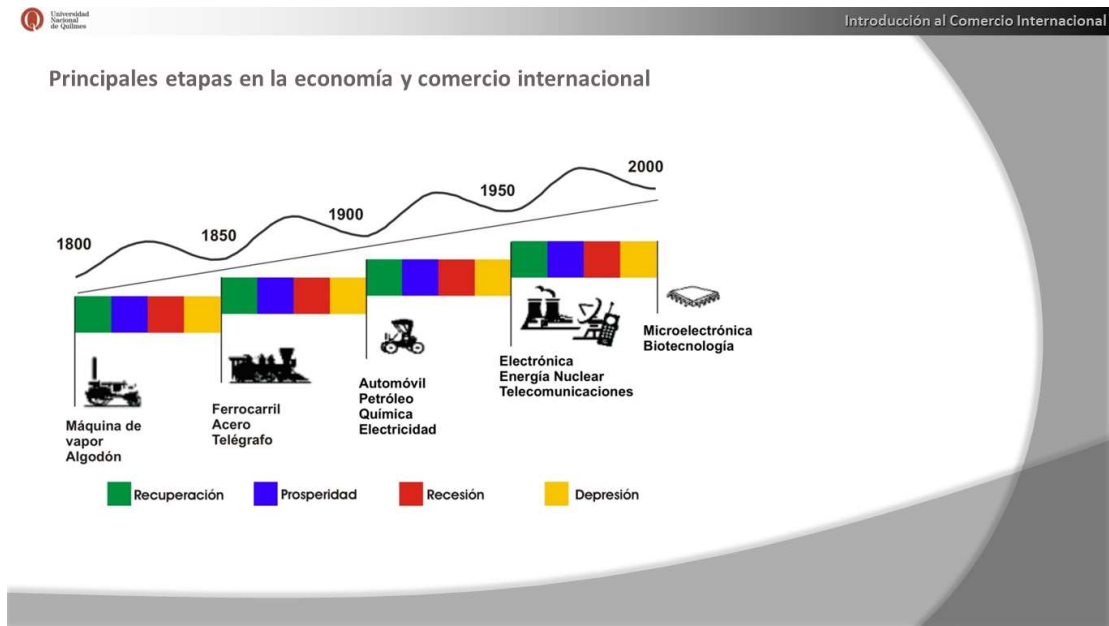 Universidad
Nacional
de Quilmes
Introducción al Comercio Internacional
Principales etapas en la economía y comercio internacional
2000
1950
1900
1850
1800
Microelectrónica
Biotecnología
Electrónica
Energía Nuclear
Telecomunicaciones
Automóvil
Petróleo
Química
Electricidad
Ferrocarril
Acero
Telégrafo
Máquina de
vapor
Algodón
Recuperación
Prosperidad
Recesión
Depresión